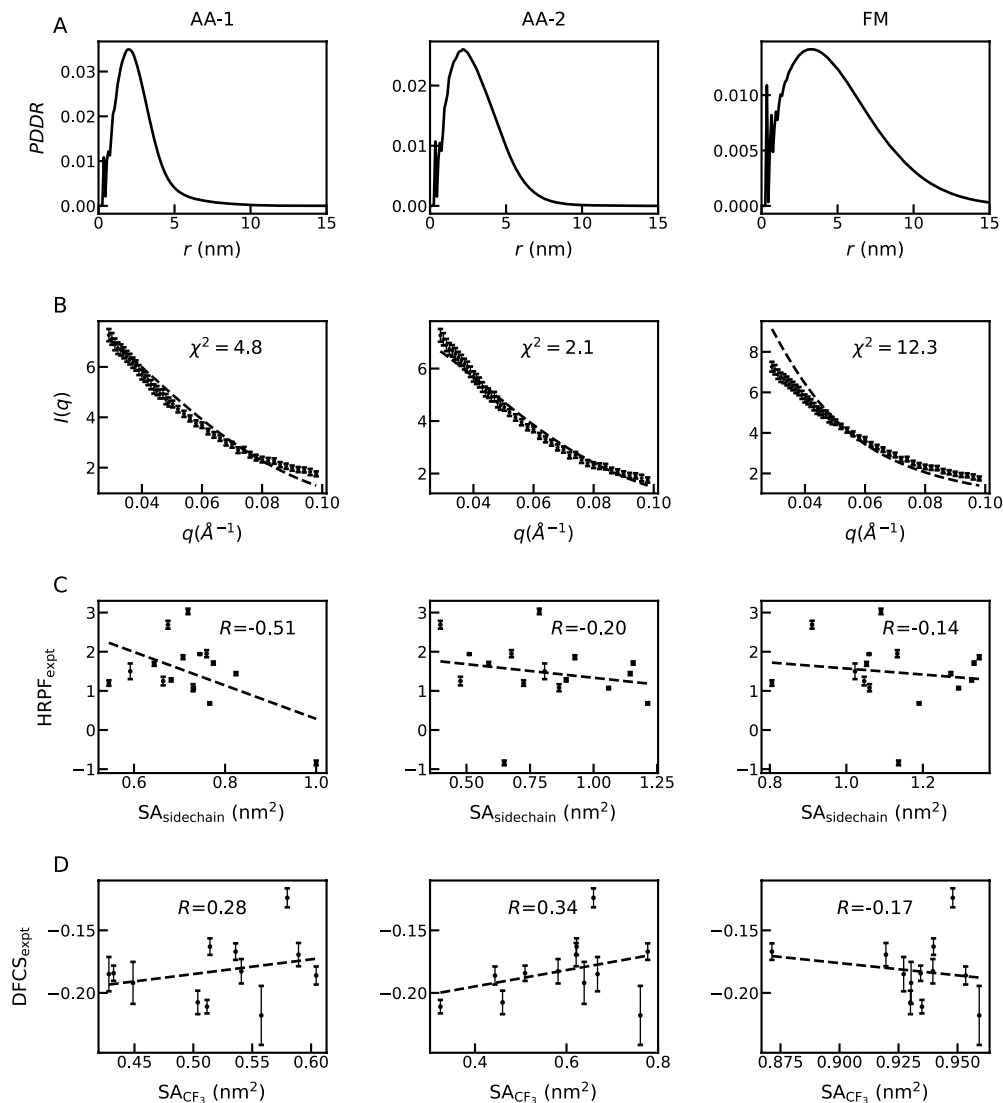 A
AA-1
AA-2
FM
PDDR
0.03
0.02
0.01
0.00
0 5 10 15
r (nm)
0.02
0.01
0.00
0 5 10 15
r (nm)
0.010
0.005
0.000
0 5 10 15
r (nm)
B
I(q)
6
4
2
χ² = 4.8
0.04 0.06 0.08 0.10
q(Å⁻¹)
6
4
2
χ² = 2.1
0.04 0.06 0.08 0.10
q(Å⁻¹)
8
6
4
2
χ² = 12.3
0.04 0.06 0.08 0.10
q(Å⁻¹)
C
HRPFexpt
3
2
1
0
−1
R=-0.51
0.6 0.8 1.0
SAsidechain (nm²)
3
2
1
0
−1
R=-0.20
0.50 0.75 1.00 1.25
SAsidechain (nm²)
3
2
1
0
−1
R=-0.14
0.8 1.0 1.2
SAsidechain (nm²)
D
DFCSexpt
−0.15
−0.20
R=0.28
0.45 0.50 0.55 0.60
SACF₃ (nm²)
−0.15
−0.20
R=0.34
0.4 0.6 0.8
SACF₃ (nm²)
−0.15
−0.20
R=-0.17
0.875 0.900 0.925 0.950
SACF₃ (nm²)